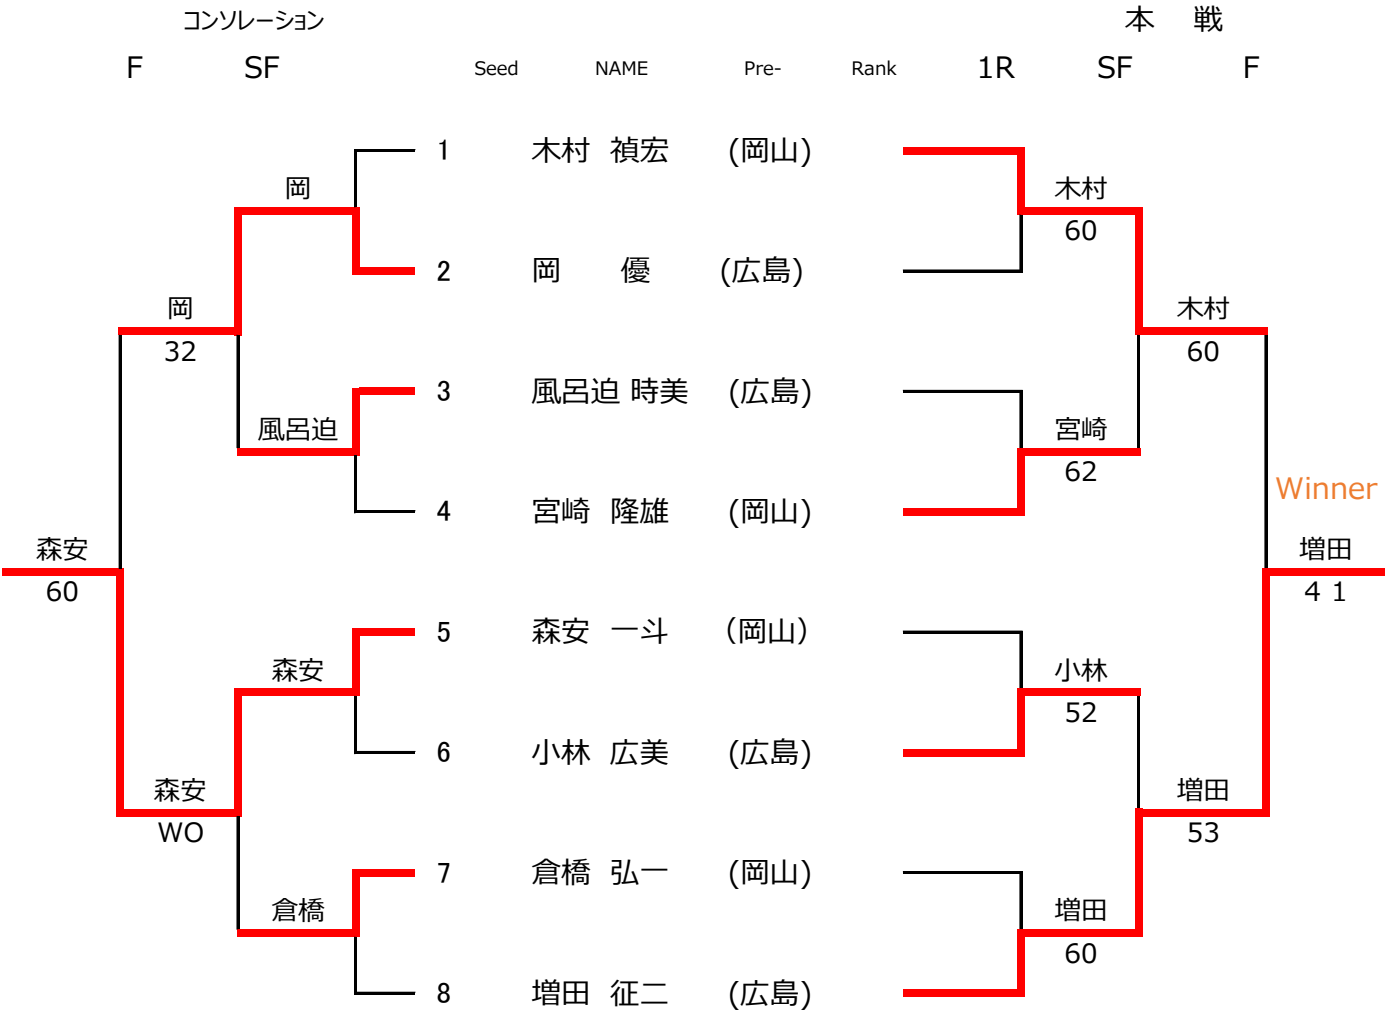 コンソレーション 本 戦
F SF Seed NAME Pre- Rank 1R SF F
1 木村 禎宏 (岡山)
岡 木村
60
2 岡 優 (広島)
岡 木村
32 60
3 風呂迫 時美 (広島)
風呂迫 宮崎
62
Winner
4 宮崎 隆雄 (岡山)
森安 増田
60 4 1
5 森安 一斗 (岡山)
森安 小林
52
6 小林 広美 (広島)
森安 増田
WO 53
7 倉橋 弘一 (岡山)
倉橋 増田
60
8 増田 征二 (広島)